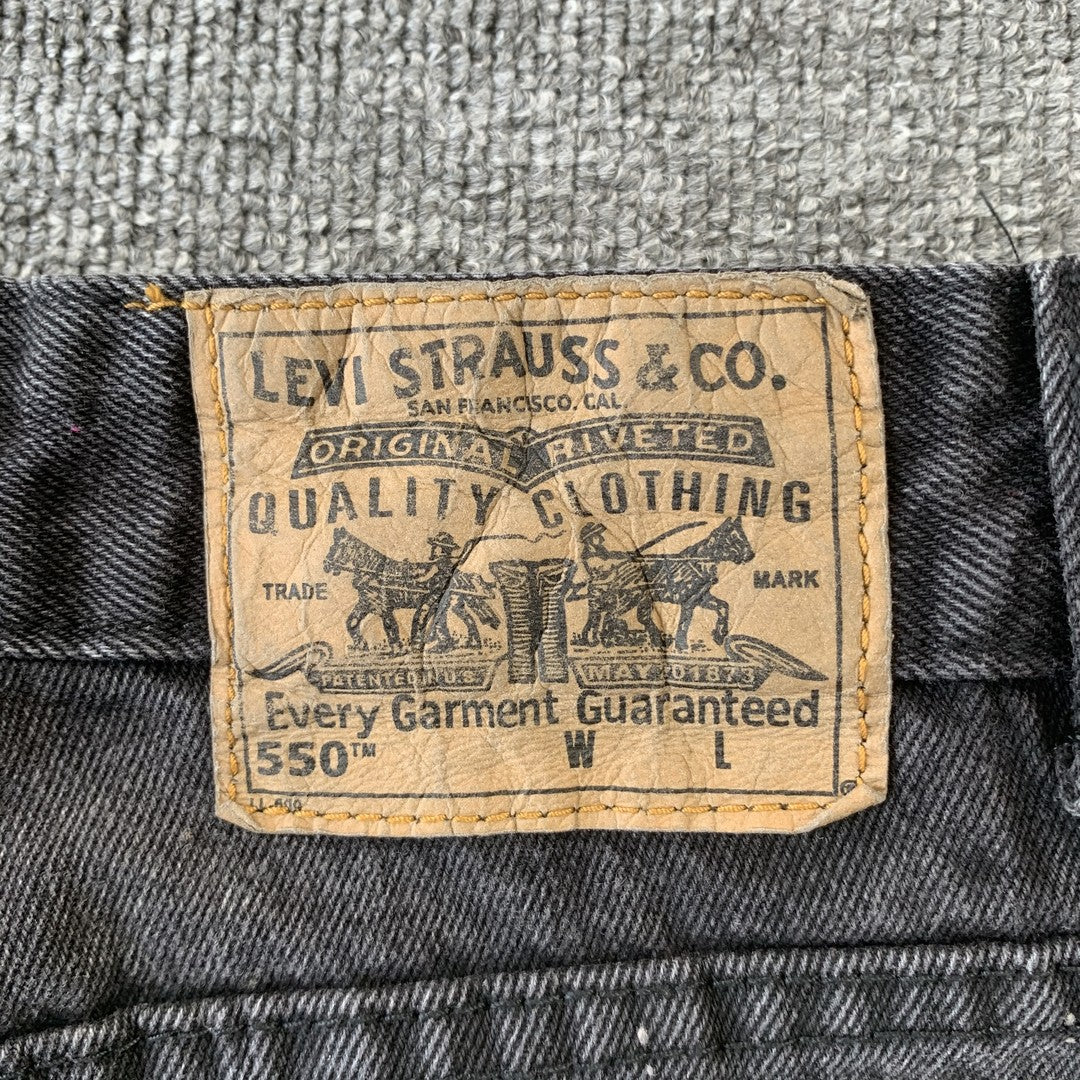 LEVI STRAUSS & CO.
SAN FRANCISCO, CAL.
ORIGINAL RIVETED
QUALITY CLOTHING
TRADE MARK
PATENTED IN U.S. MAY 20 1873
Every Garment Guaranteed
550™ W L